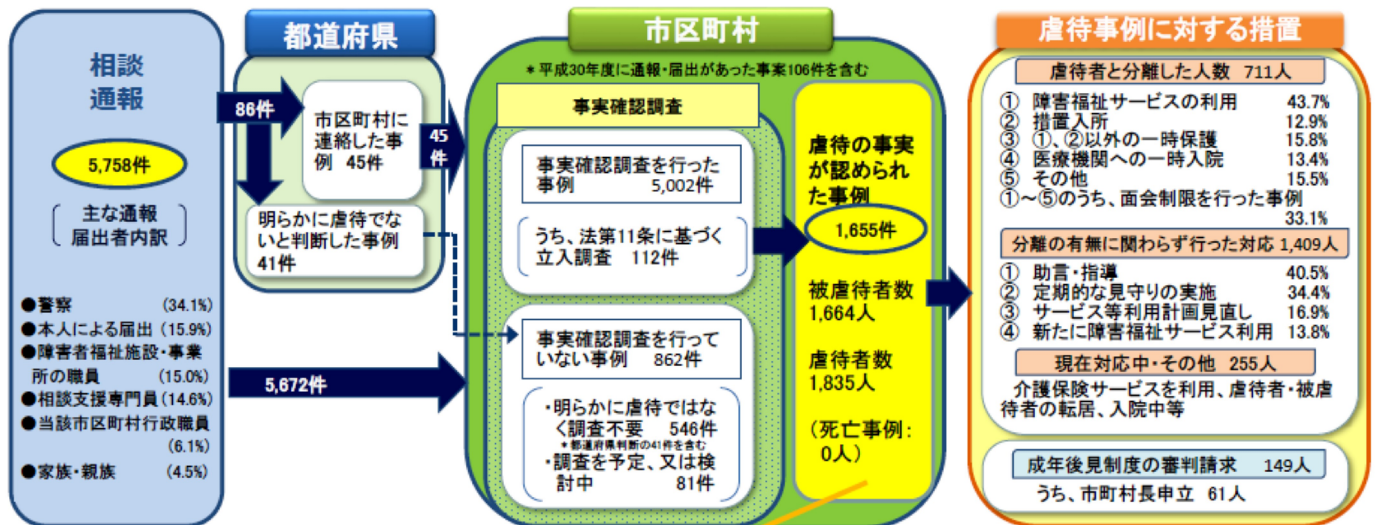 相談
通報
5,758件
主な通報
届出者内訳
●警察 (34.1%)
●本人による届出 (15.9%)
●障害者福祉施設・事業
所の職員 (15.0%)
●相談支援専門員 (14.6%)
●当該市区町村行政職員
(6.1%)
●家族・親族 (4.5%)
都道府県
86件
市区町村に
連絡した事
例 45件
明らかに虐待でな
いと判断した事例
41件
45
件
5,672件
市区町村
*平成30年度に通報・届出があった事案106件を含む
事実確認調査
事実確認調査を行った
事例 5,002件
うち、法第11条に基づく
立入調査 112件
事実確認調査を行って
いない事例 862件
・明らかに虐待ではな
く調査不要 546件
*都道府県判断の41件を含む
・調査を予定、又は検
討中 81件
虐待の事実
が認められ
た事例
1,655件
被虐待者数
1,664人
虐待者数
1,835人
(死亡事例:
0人)
虐待事例に対する措置
虐待者と分離した人数 711人
① 障害福祉サービスの利用 43.7%
② 措置入所 12.9%
③ ①、②以外の一時保護 15.8%
④ 医療機関への一時入院 13.4%
⑤ その他 15.5%
①~⑤のうち、面会制限を行った事例
33.1%
分離の有無に関わらず行った対応 1,409人
① 助言・指導 40.5%
② 定期的な見守りの実施 34.4%
③ サービス等利用計画見直し 16.9%
④ 新たに障害福祉サービス利用 13.8%
現在対応中・その他 255人
介護保険サービスを利用、虐待者・被虐
待者の転居、入院中等
成年後見制度の審判請求 149人
うち、市町村長申立 61人